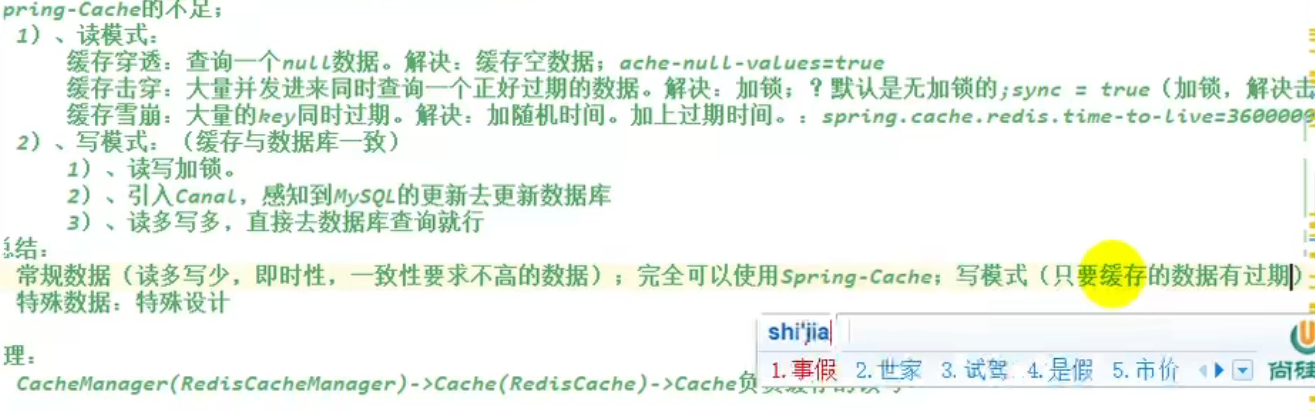 pring-Cache的不足;
1)、读模式:
缓存穿透:查询一个null数据。解决:缓存空数据;ache-null-values=true
缓存击穿:大量并发进来同时查询一个正好过期的数据。解决:加锁;?默认是无加锁的;sync = true(加锁,解决击
缓存雪崩:大量的key同时过期。解决:加随机时间。加上过期时间。:spring.cache.redis.time-to-live=3600000
2)、写模式:(缓存与数据库一致)
1)、读写加锁。
2)、引入Canal,感知到MySQL的更新去更新数据库
3)、读多写多,直接去数据库查询就行
总结:
常规数据(读多写少,即时性,一致性要求不高的数据);完全可以使用Spring-Cache;写模式(只要缓存的数据有过期)
特殊数据:特殊设计
shi'jia
1.事假 2.世家 3.试驾 4.是假 5.市价
尚硅
理:
CacheManager(RedisCacheManager)->Cache(RedisCache)->Cache负责缓存的读写